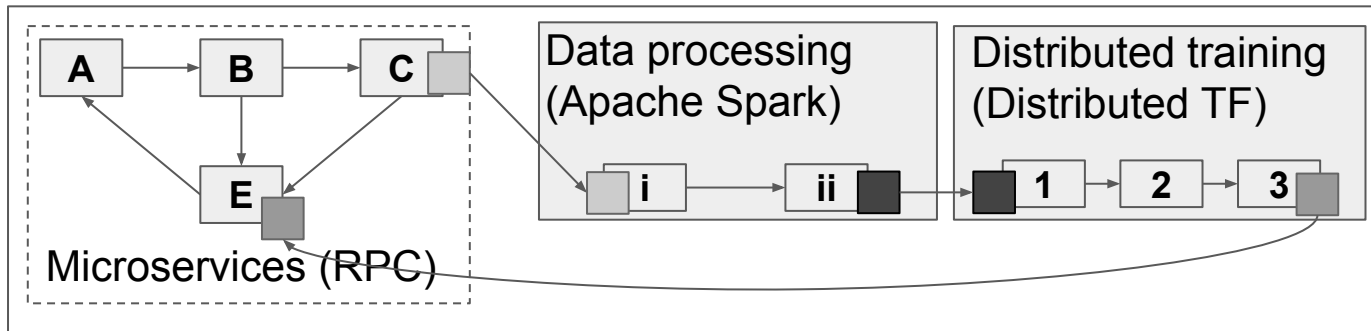 A
B
C
E
Microservices (RPC)
Data processing
(Apache Spark)
i
ii
Distributed training
(Distributed TF)
1
2
3